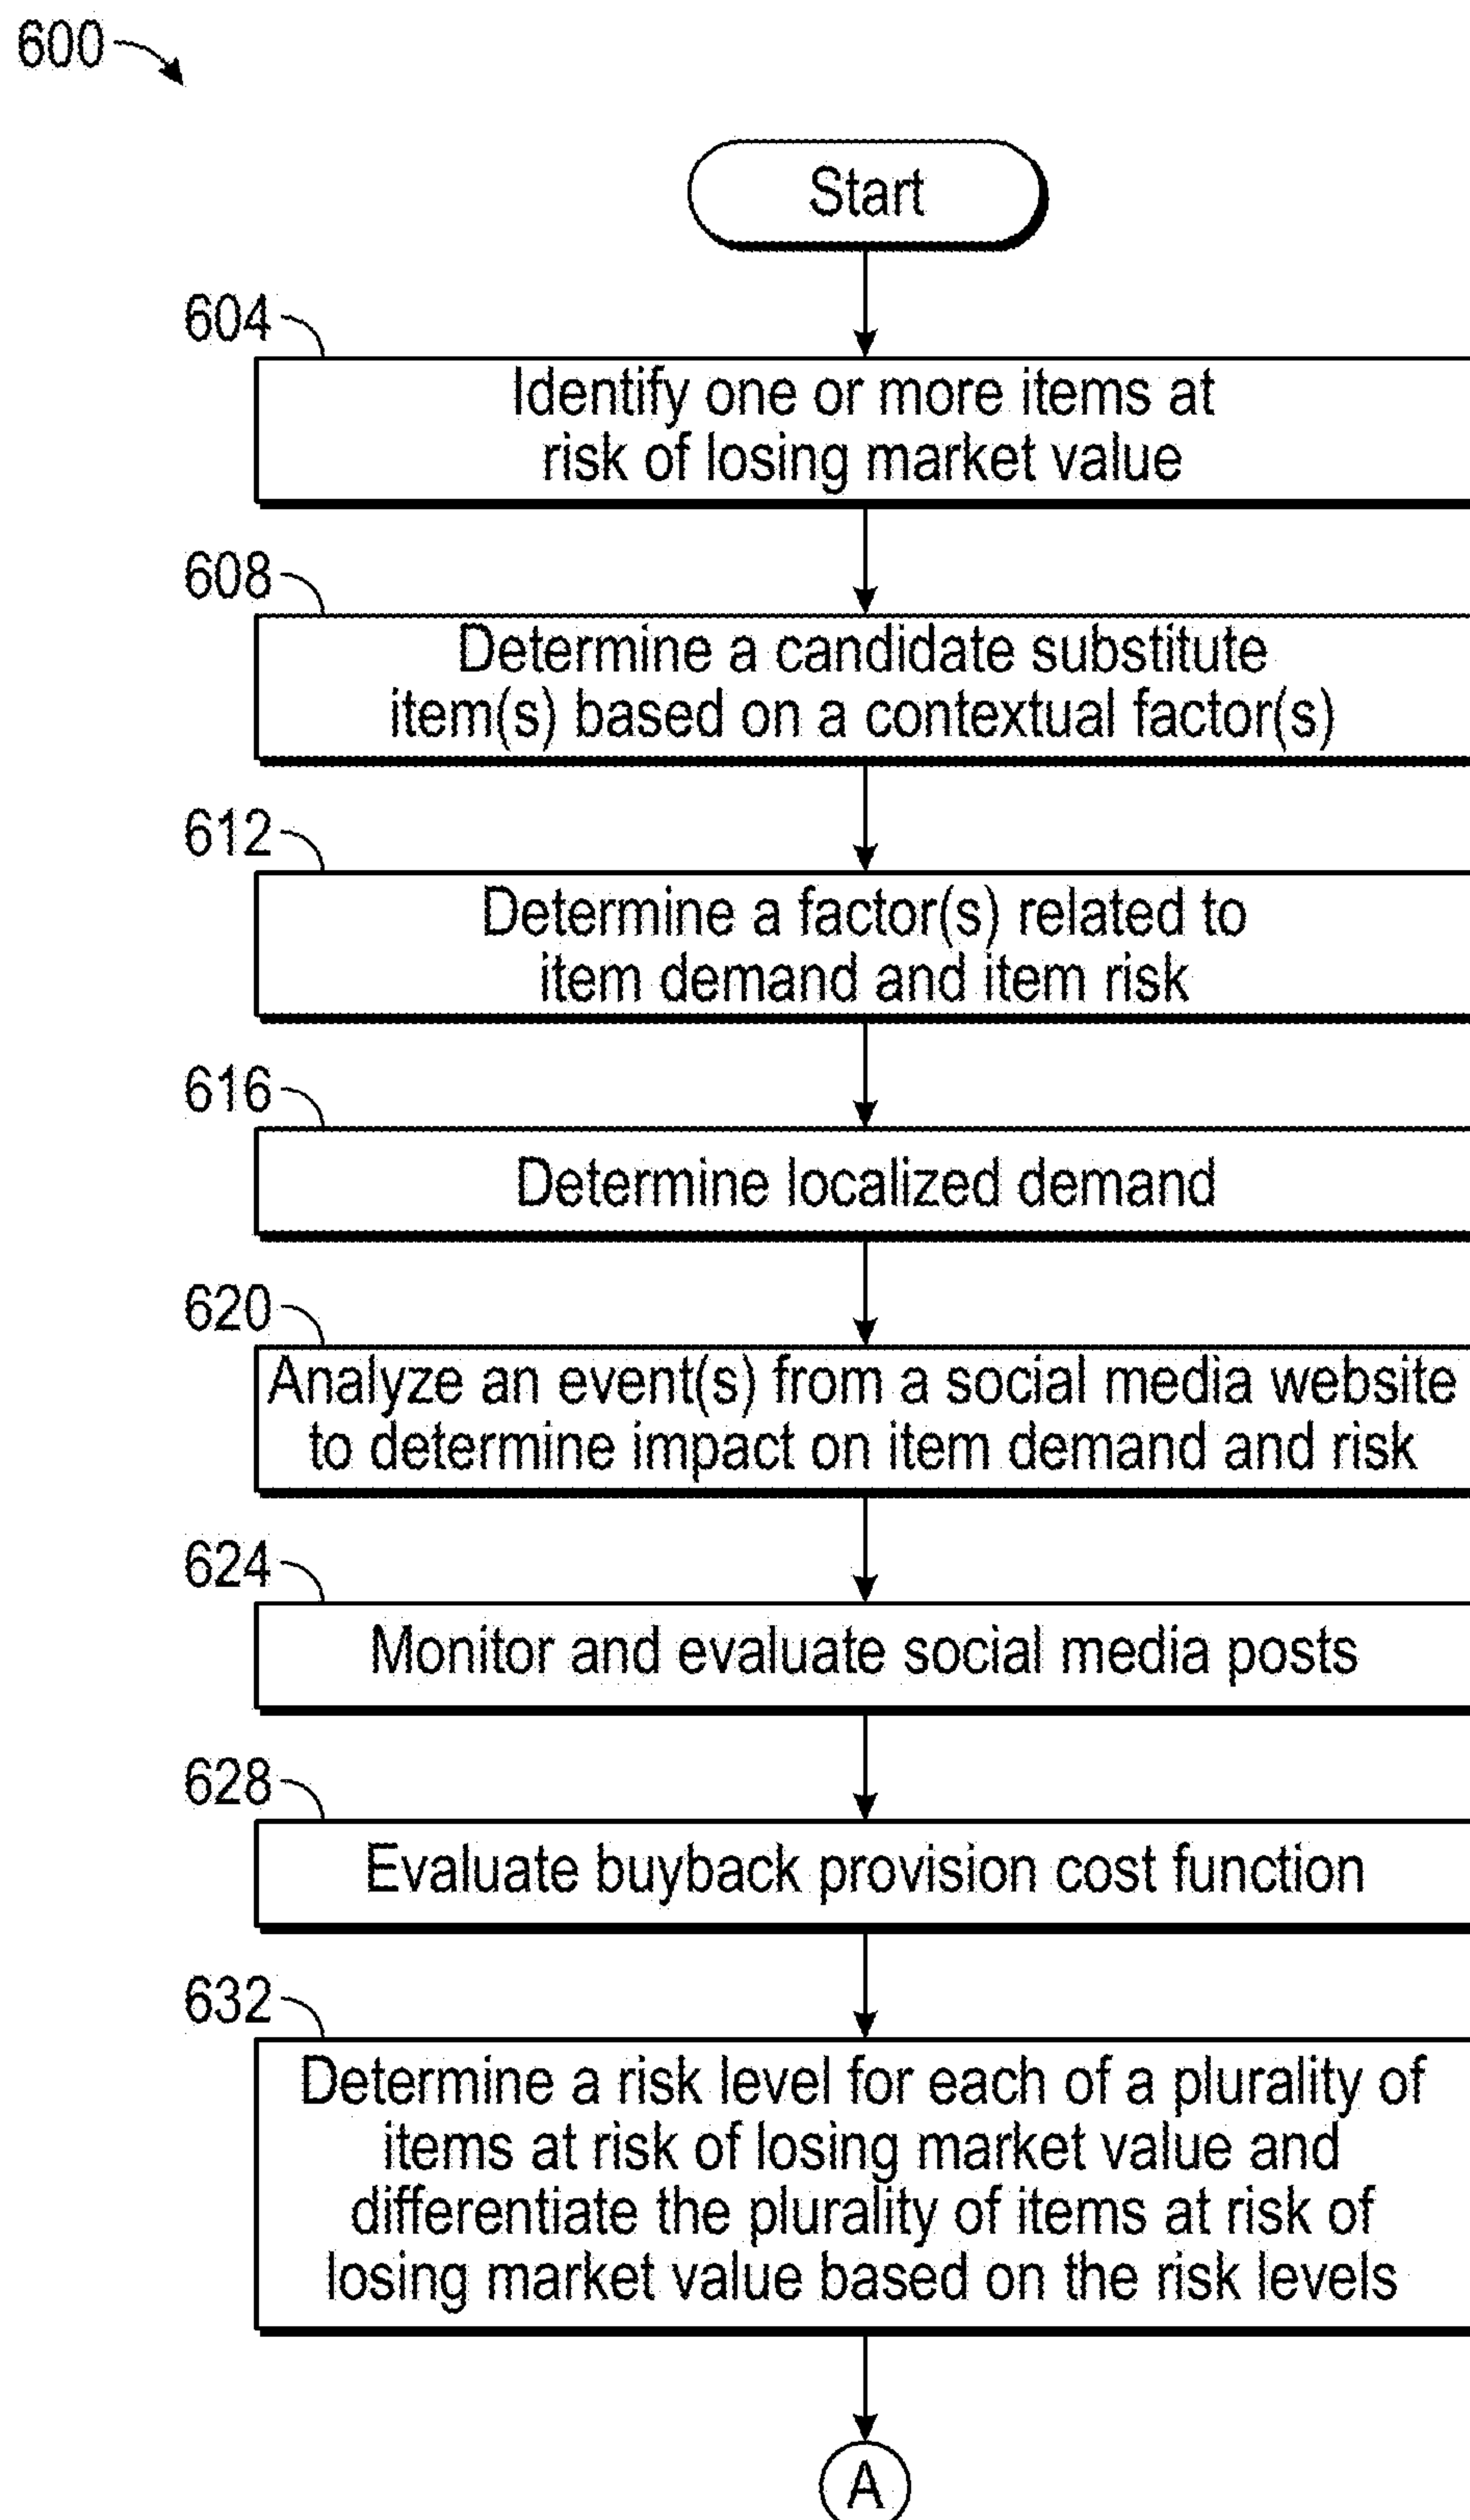 600
Start
604
Identify one or more items at
risk of losing market value
608
Determine a candidate substitute
item(s) based on a contextual factor(s)
612
Determine a factor(s) related to
item demand and item risk
616
Determine localized demand
620
Analyze an event(s) from a social media website
to determine impact on item demand and risk
624
Monitor and evaluate social media posts
628
Evaluate buyback provision cost function
632
Determine a risk level for each of a plurality of
items at risk of losing market value and
differentiate the plurality of items at risk of
losing market value based on the risk levels
A